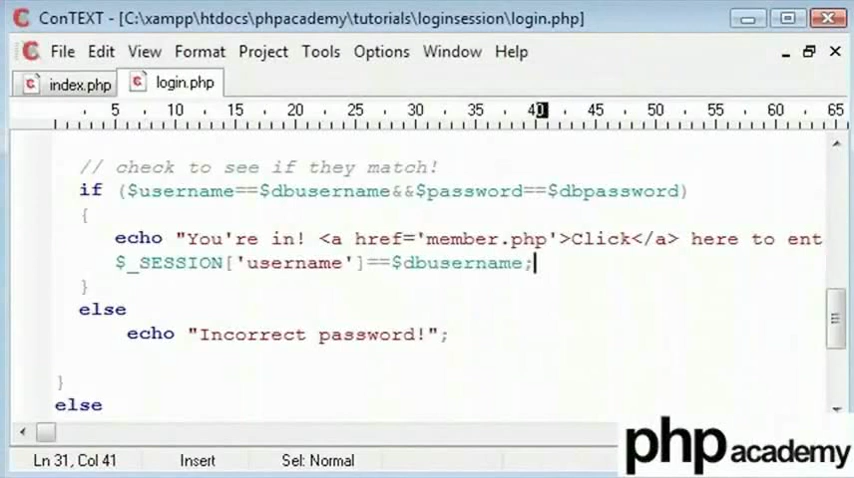 ConTEXT - [C:\xampp\htdocs\phpacademy\tutorials\loginsession\login.php]
File Edit View Format Project Tools Options Window Help
index.php login.php
5 10 15 20 25 30 35 40 45 50 55 60 65
// check to see if they match!
if ($username==$dbusername&&$password==$dbpassword)
{
echo "You're in! <a href='member.php'>Click</a> here to ent
$_SESSION['username']==$dbusername;
}
else
echo "Incorrect password!";
}
else
Ln 31, Col 41 Insert Sel: Normal
php academy